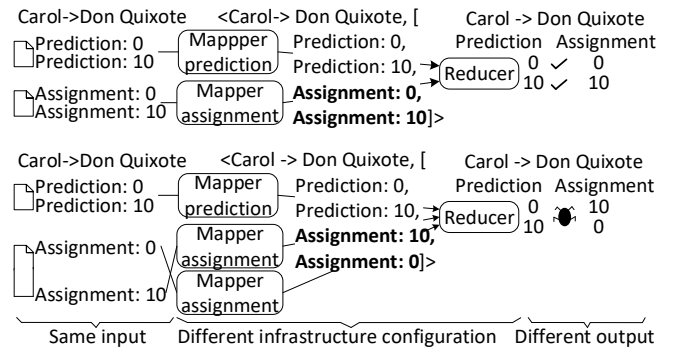 Carol->Don Quixote <Carol->Don Quixote, [ Carol -> Don Quixote
Prediction: 0 Mappper Prediction: 0, Prediction Assignment
Prediction: 10 prediction Prediction: 10, Reducer 0 ✓ 0
Assignment: 0 Mapper Assignment: 0, 10 ✓ 10
Assignment: 10 assignment Assignment: 10]>
Carol->Don Quixote <Carol -> Don Quixote, [ Carol -> Don Quixote
Prediction: 0 Mapper Prediction: 0, Prediction Assignment
Prediction: 10 prediction Prediction: 10, Reducer 0 10
Assignment: 0 Mapper assignment Assignment: 10, 10 0
Assignment: 0]>
Assignment: 10 Mapper assignment
Same input Different infrastructure configuration Different output